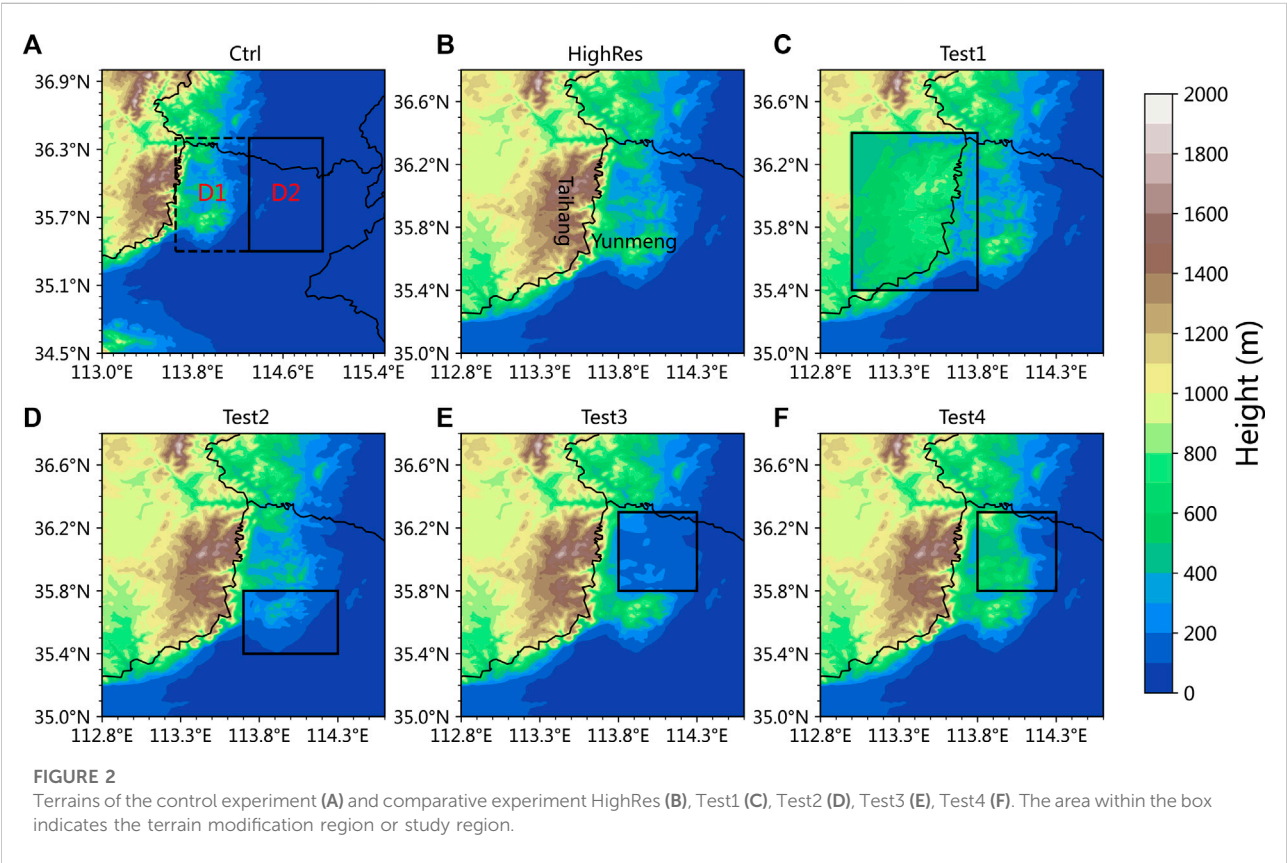 A
Ctrl
36.9°N
36.3°N
35.7°N
35.1°N
34.5°N
113.0°E
113.8°E
114.6°E
115.4°E
D1
D2
B
HighRes
36.6°N
36.2°N
35.8°N
35.4°N
35.0°N
112.8°E
113.3°E
113.8°E
114.3°E
Taihang
Yunmeng
C
Test1
36.6°N
36.2°N
35.8°N
35.4°N
35.0°N
112.8°E
113.3°E
113.8°E
114.3°E
D
Test2
36.6°N
36.2°N
35.8°N
35.4°N
35.0°N
112.8°E
113.3°E
113.8°E
114.3°E
E
Test3
36.6°N
36.2°N
35.8°N
35.4°N
35.0°N
112.8°E
113.3°E
113.8°E
114.3°E
F
Test4
36.6°N
36.2°N
35.8°N
35.4°N
35.0°N
112.8°E
113.3°E
113.8°E
114.3°E
2000
1800
1600
1400
1200
1000
800
600
400
200
0
Height (m)
FIGURE 2
Terrains of the control experiment (A) and comparative experiment HighRes (B), Test1 (C), Test2 (D), Test3 (E), Test4 (F). The area within the box
indicates the terrain modification region or study region.